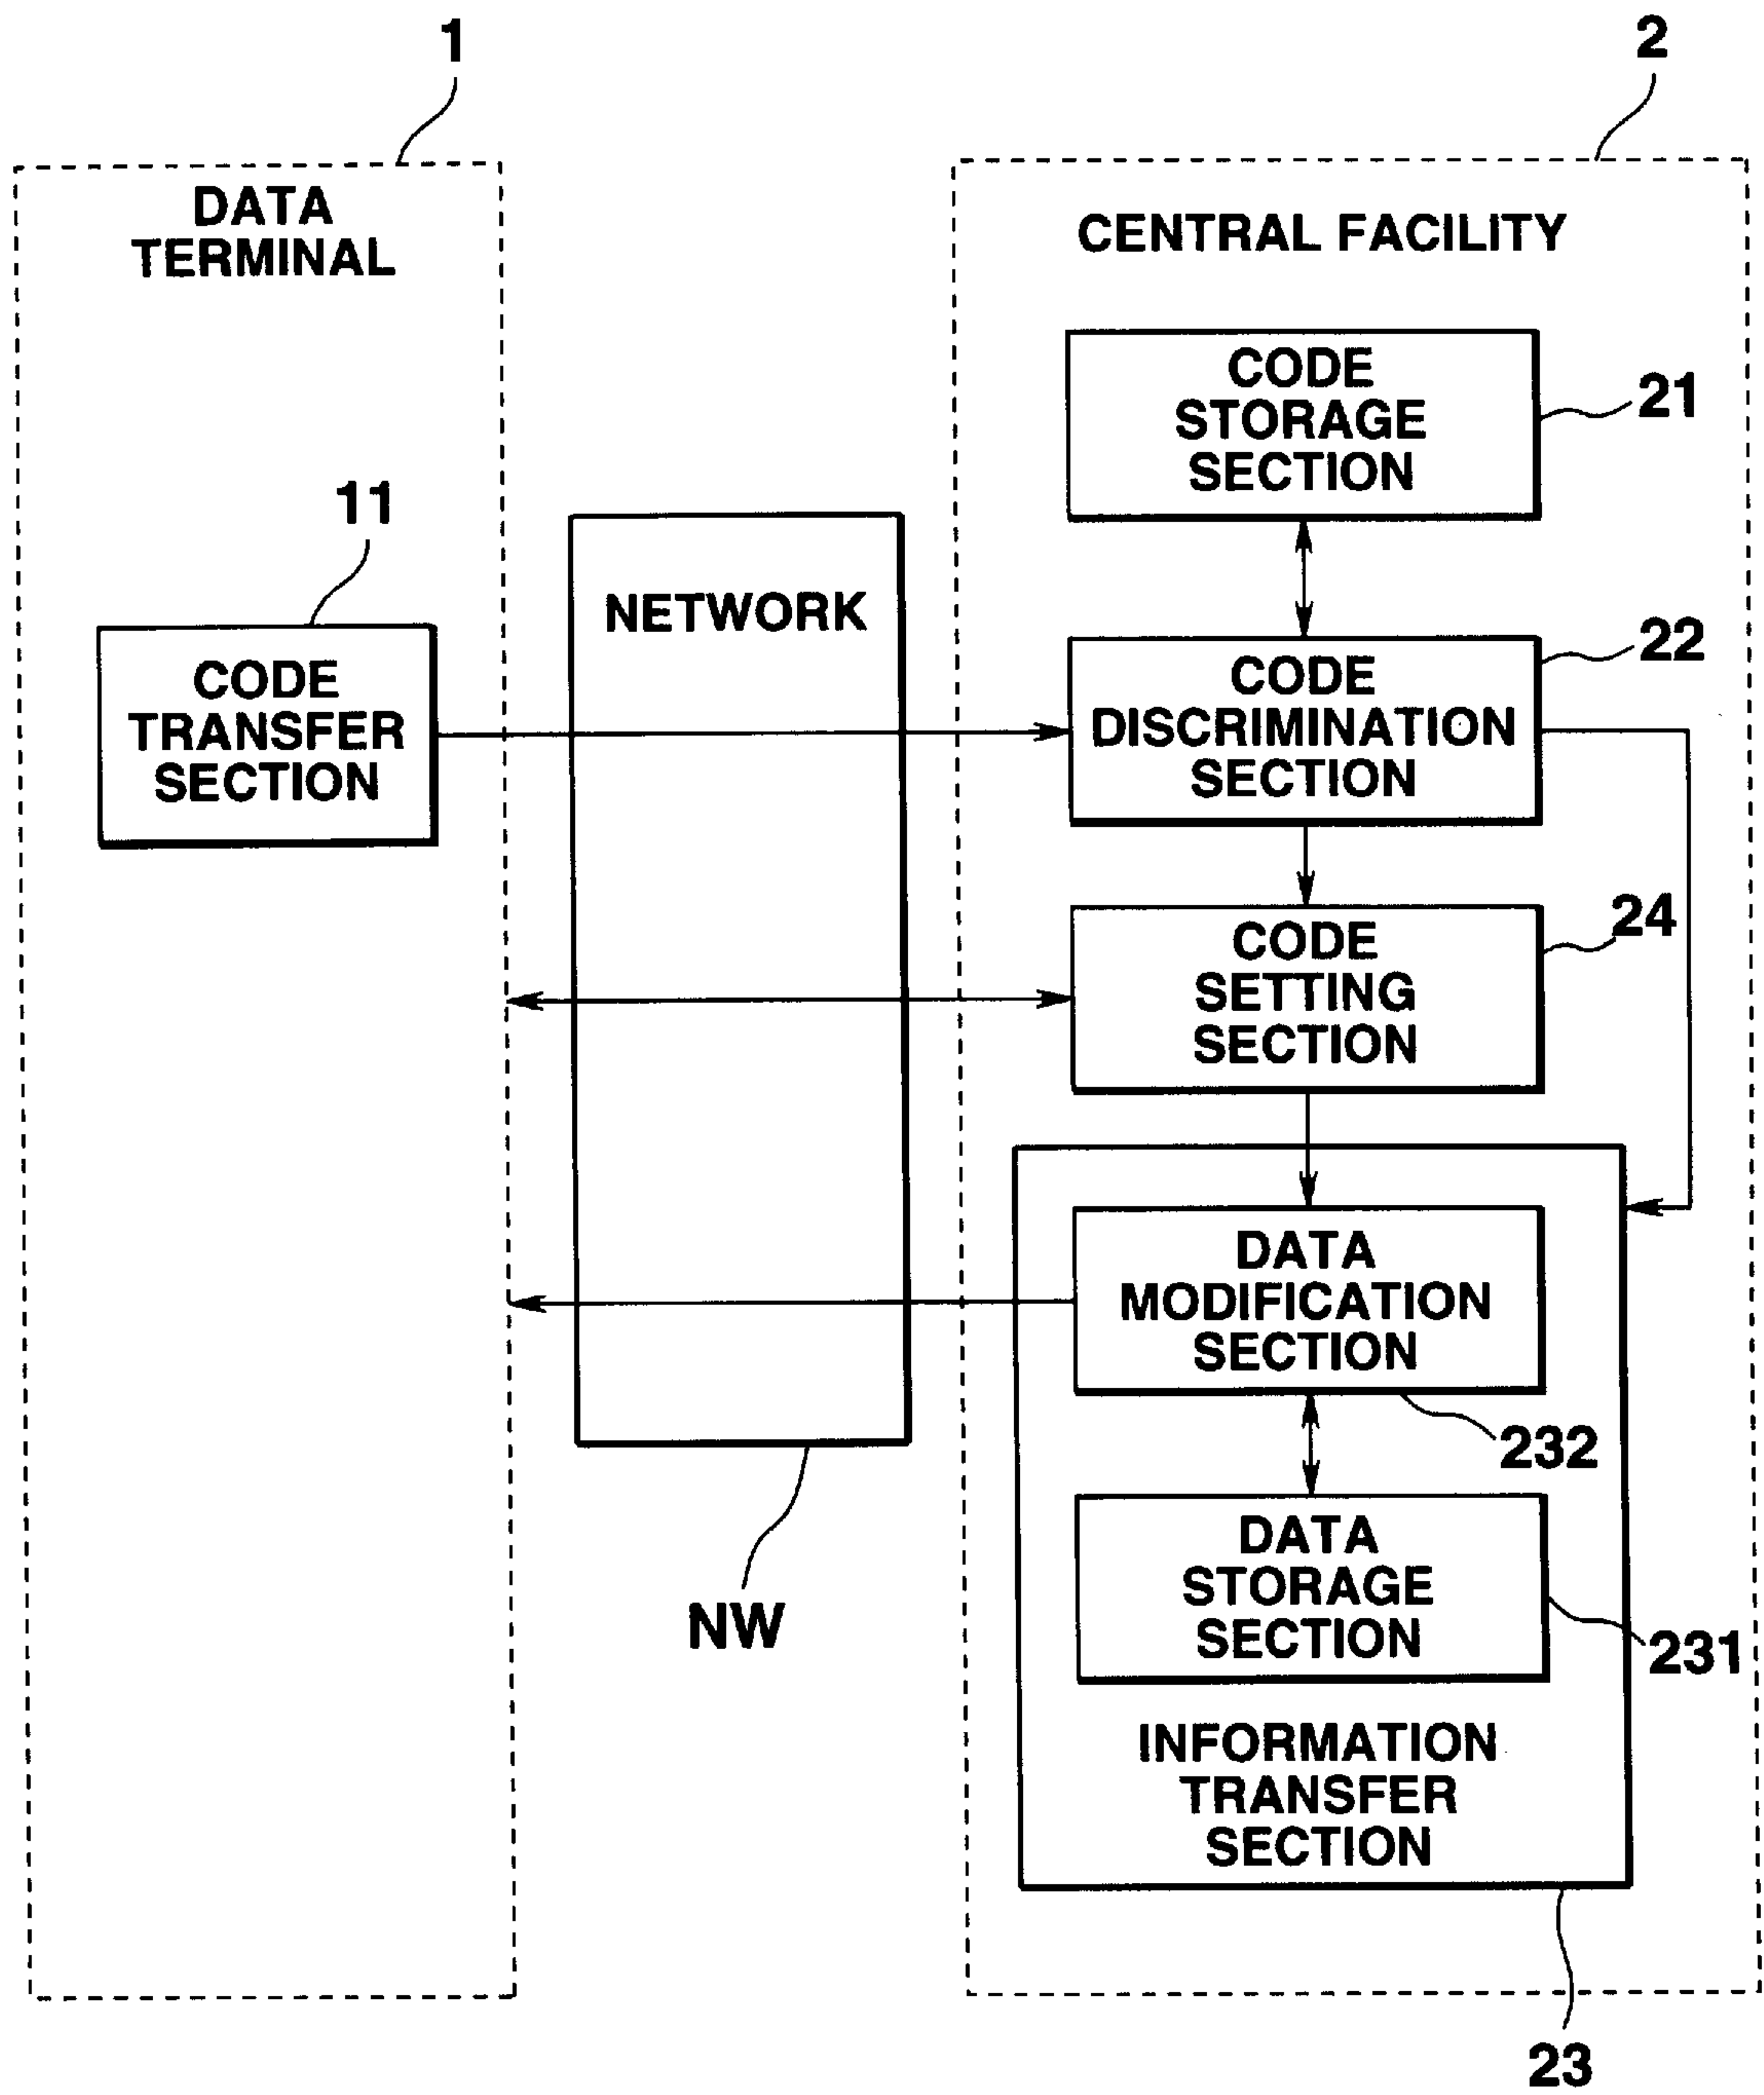 1
2
DATA
TERMINAL
CENTRAL FACILITY
CODE
STORAGE
SECTION
21
11
NETWORK
CODE
TRANSFER
SECTION
CODE
DISCRIMINATION
SECTION
22
CODE
SETTING
SECTION
24
DATA
MODIFICATION
SECTION
232
DATA
STORAGE
SECTION
231
NW
INFORMATION
TRANSFER
SECTION
23